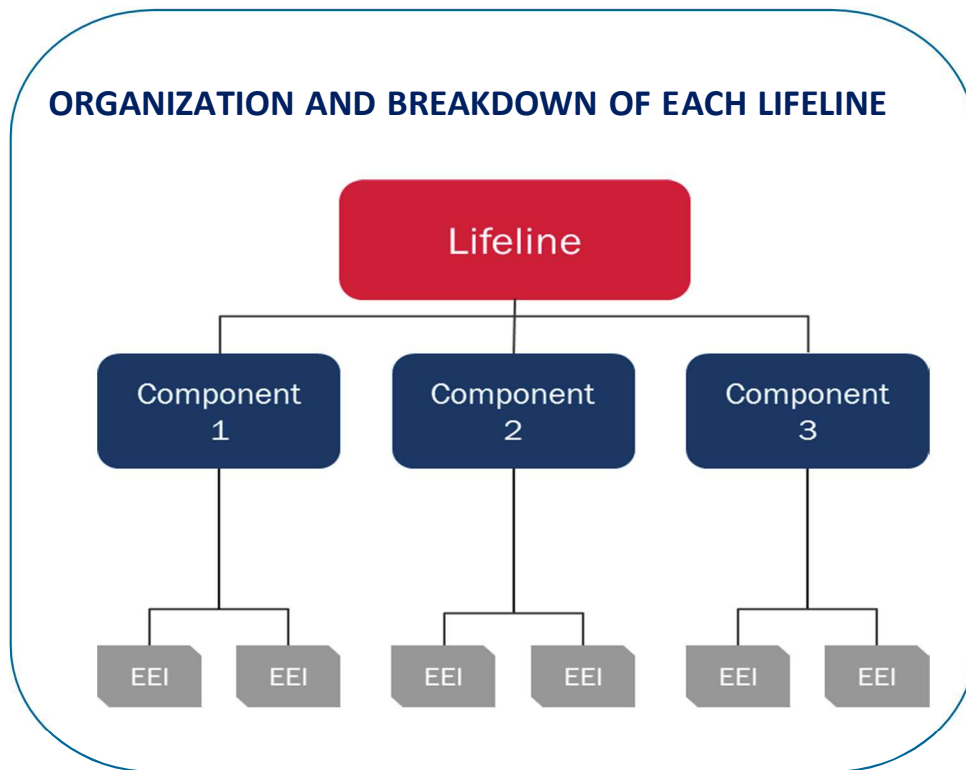 ORGANIZATION AND BREAKDOWN OF EACH LIFELINE
Lifeline
Component
1
Component
2
Component
3
EEI
EEI
EEI
EEI
EEI
EEI